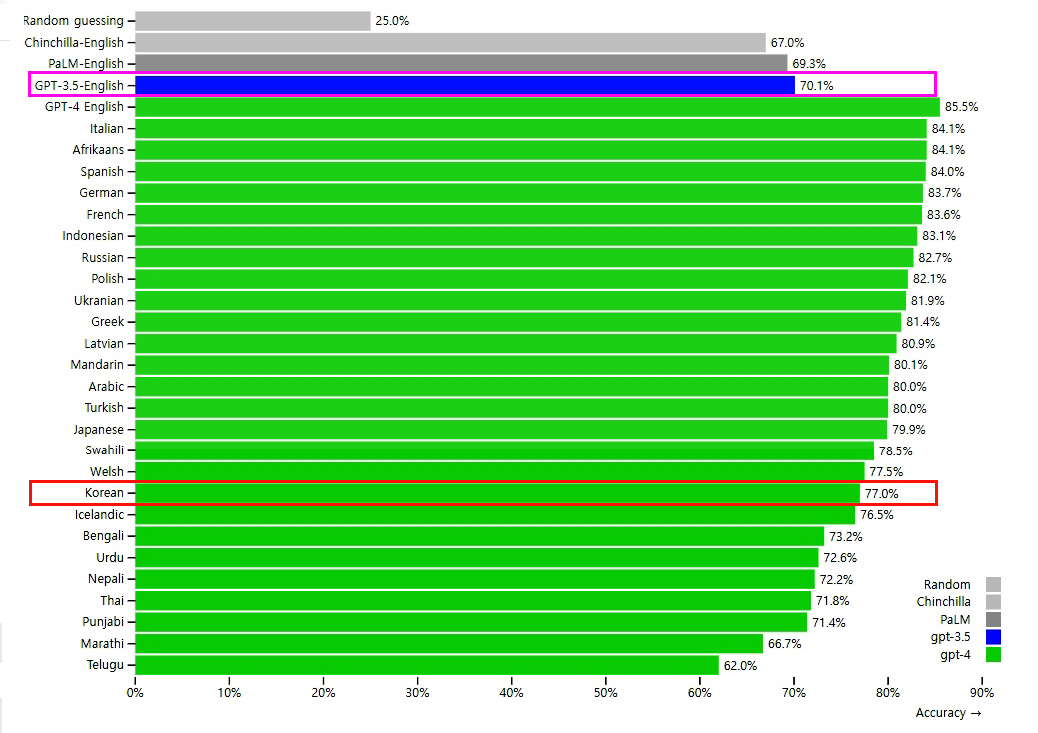 Random guessing 25.0%
Chinchilla-English 67.0%
PaLM-English 69.3%
GPT-3.5-English 70.1%
GPT-4 English 85.5%
Italian 84.1%
Afrikaans 84.1%
Spanish 84.0%
German 83.7%
French 83.6%
Indonesian 83.1%
Russian 82.7%
Polish 82.1%
Ukranian 81.9%
Greek 81.4%
Latvian 80.9%
Mandarin 80.1%
Arabic 80.0%
Turkish 80.0%
Japanese 79.9%
Swahili 78.5%
Welsh 77.5%
Korean 77.0%
Icelandic 76.5%
Bengali 73.2%
Urdu 72.6%
Nepali 72.2%
Thai 71.8%
Punjabi 71.4%
Marathi 66.7%
Telugu 62.0%
Random
Chinchilla
PaLM
gpt-3.5
gpt-4
0% 10% 20% 30% 40% 50% 60% 70% 80% 90%
Accuracy →